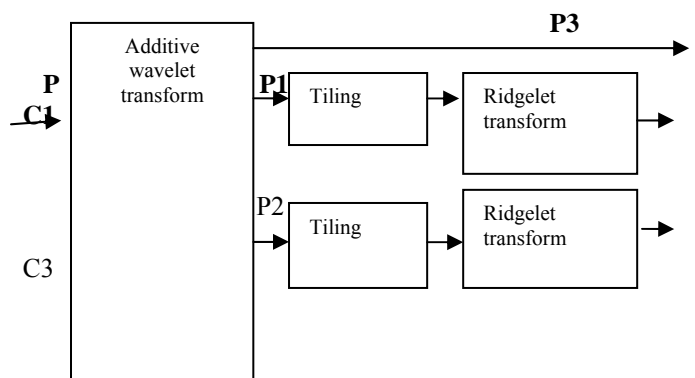 P3
Additive
wavelet
transform
P
C1
P1
Tiling
Ridgelet
transform
P2
Tiling
Ridgelet
transform
C3